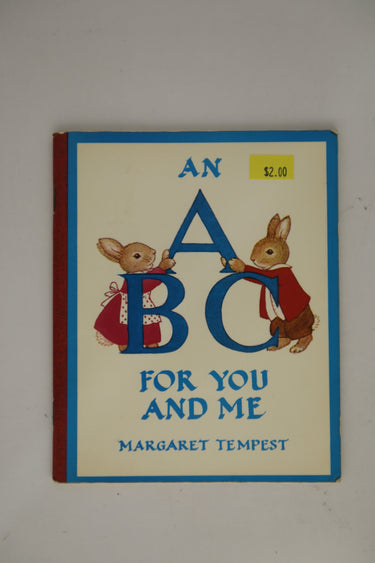 AN
$2.00
A
BC
FOR YOU
AND ME
MARGARET TEMPEST